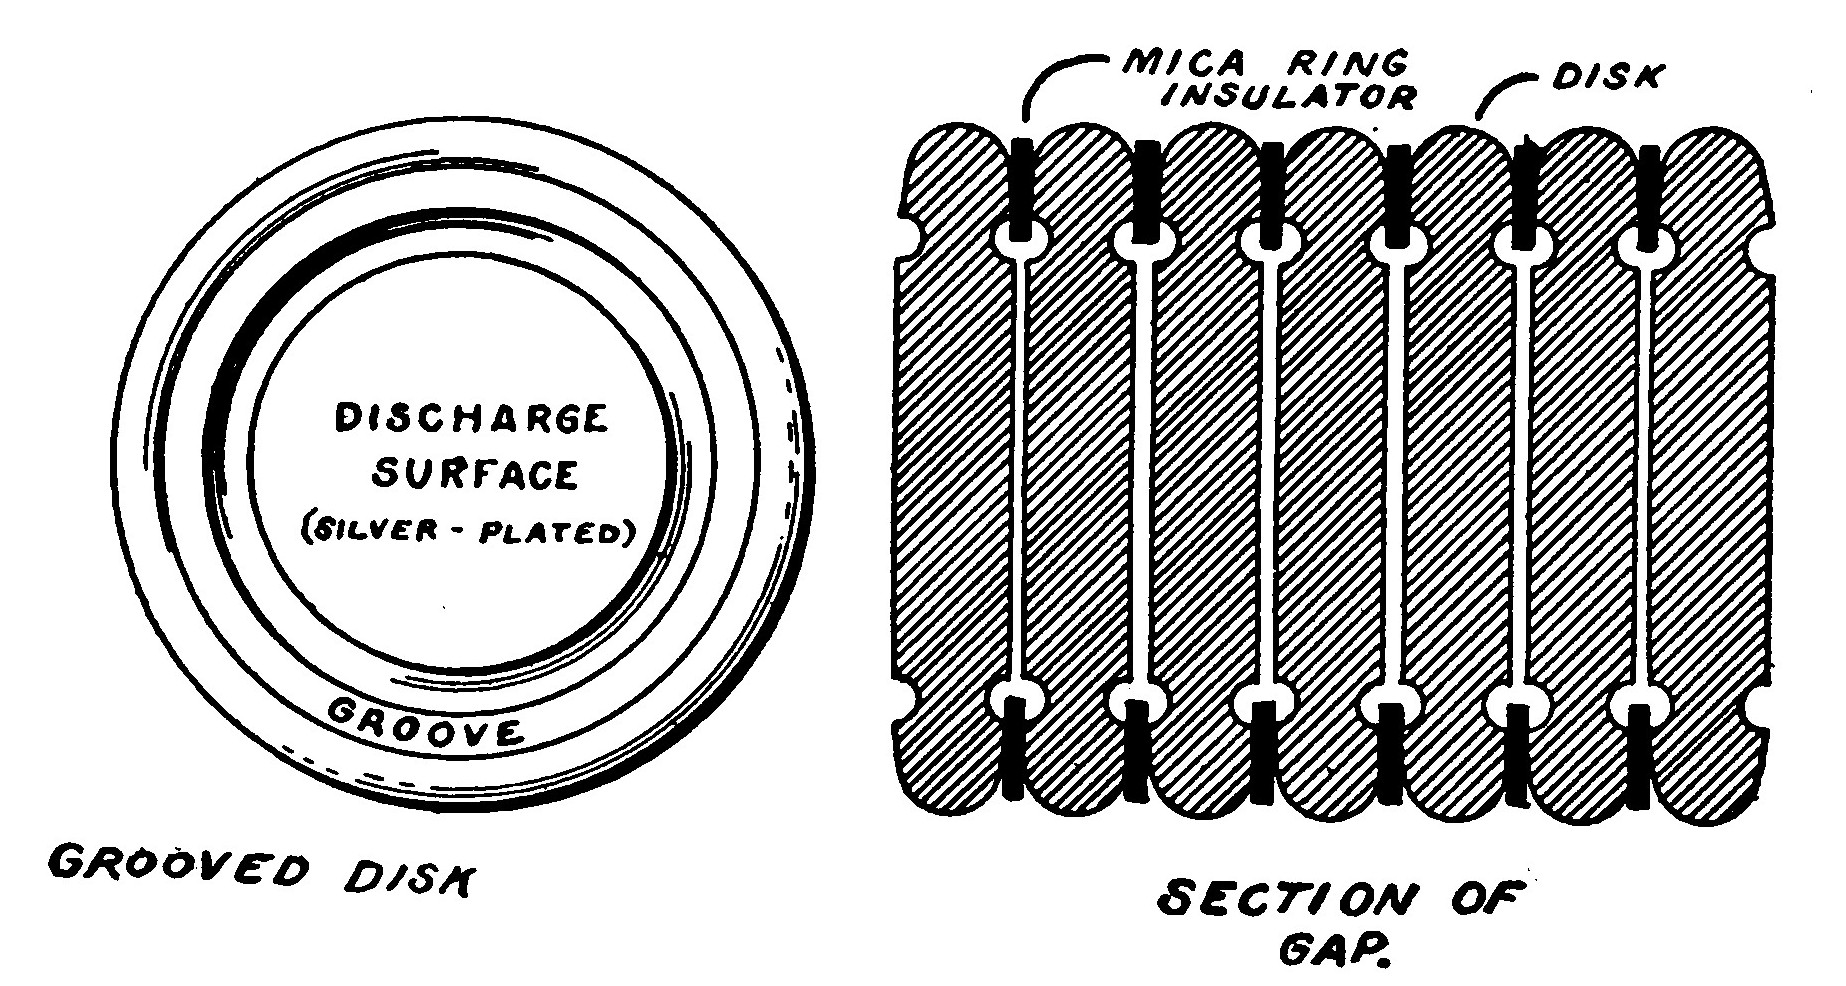 MICA RING
INSULATOR
DISK
DISCHARGE
SURFACE
(SILVER - PLATED)
GROOVE
GROOVED DISK
SECTION OF
GAP.